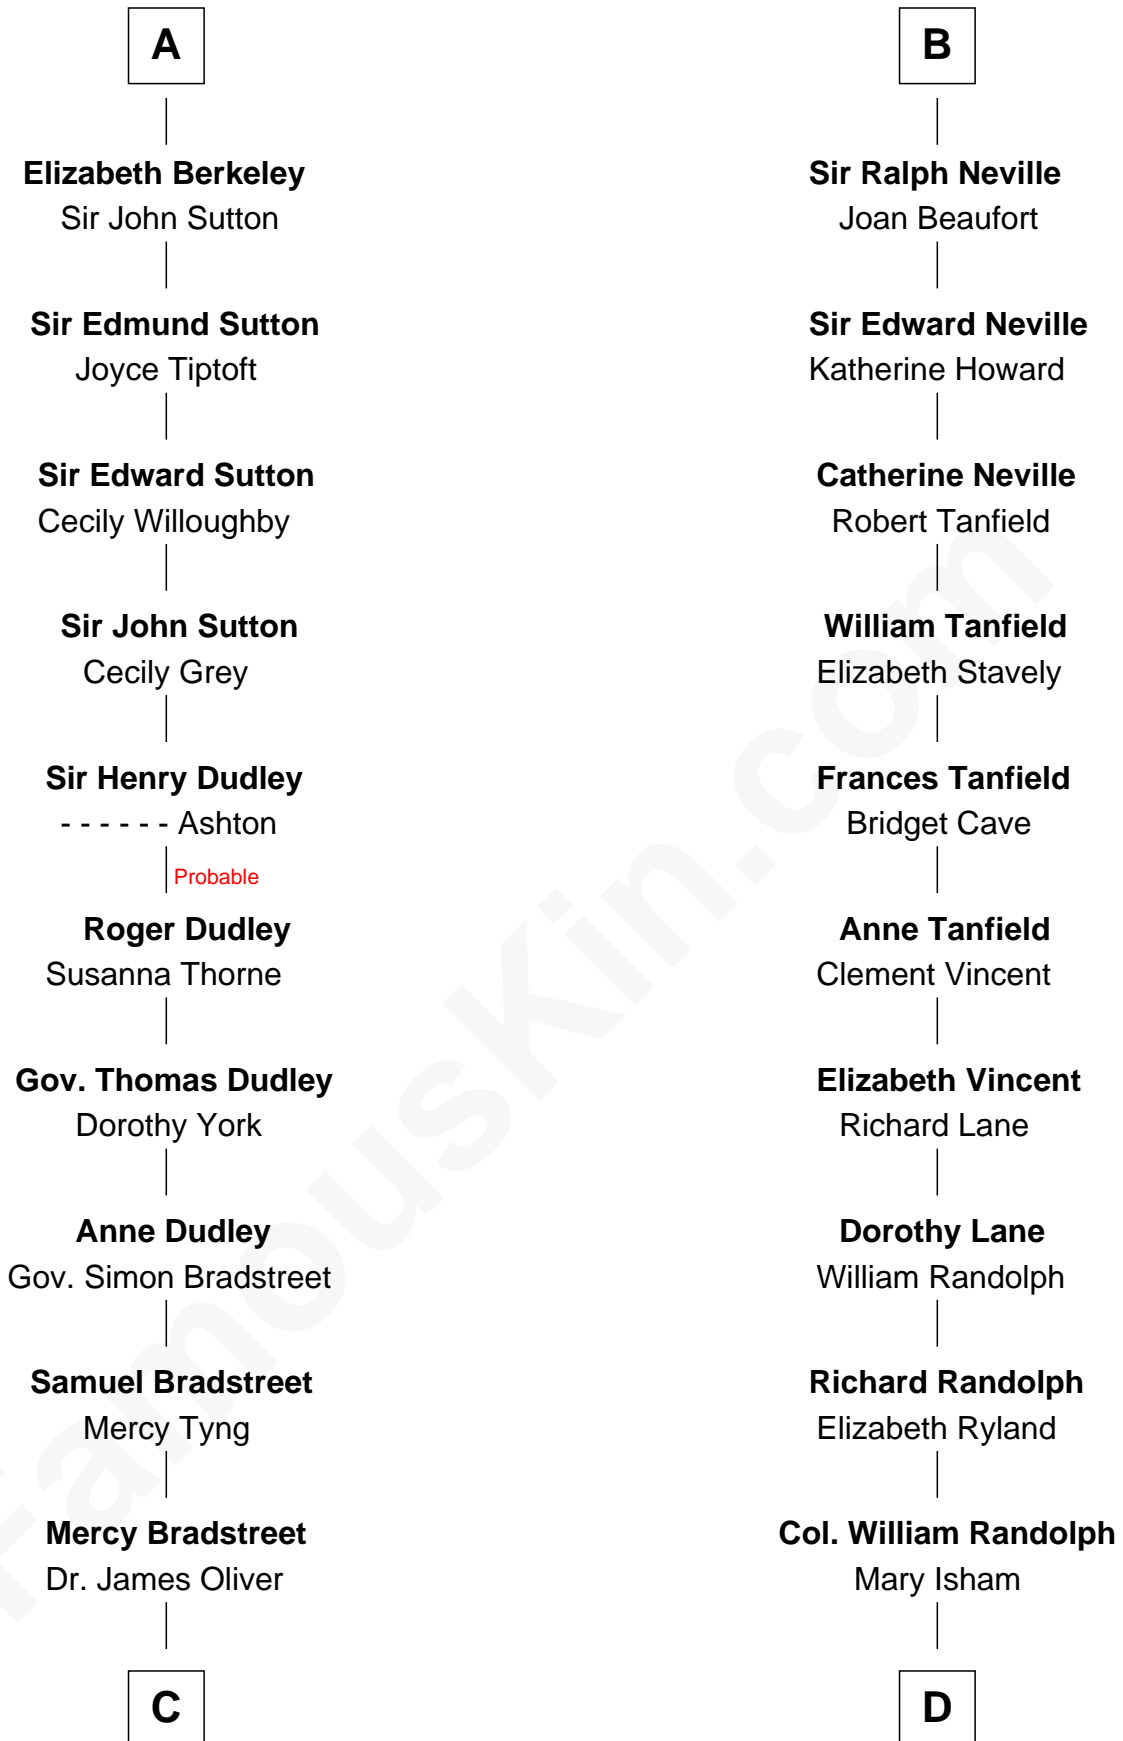 A
Elizabeth Berkeley
Sir John Sutton
Sir Edmund Sutton
Joyce Tiptoft
Sir Edward Sutton
Cecily Willoughby
Sir John Sutton
Cecily Grey
Sir Henry Dudley
- - - - - - Ashton
Probable
Roger Dudley
Susanna Thorne
Gov. Thomas Dudley
Dorothy York
Anne Dudley
Gov. Simon Bradstreet
Samuel Bradstreet
Mercy Tyng
Mercy Bradstreet
Dr. James Oliver
C
B
Sir Ralph Neville
Joan Beaufort
Sir Edward Neville
Katherine Howard
Catherine Neville
Robert Tanfield
William Tanfield
Elizabeth Stavely
Frances Tanfield
Bridget Cave
Anne Tanfield
Clement Vincent
Elizabeth Vincent
Richard Lane
Dorothy Lane
William Randolph
Richard Randolph
Elizabeth Ryland
Col. William Randolph
Mary Isham
D
FamousKin.com